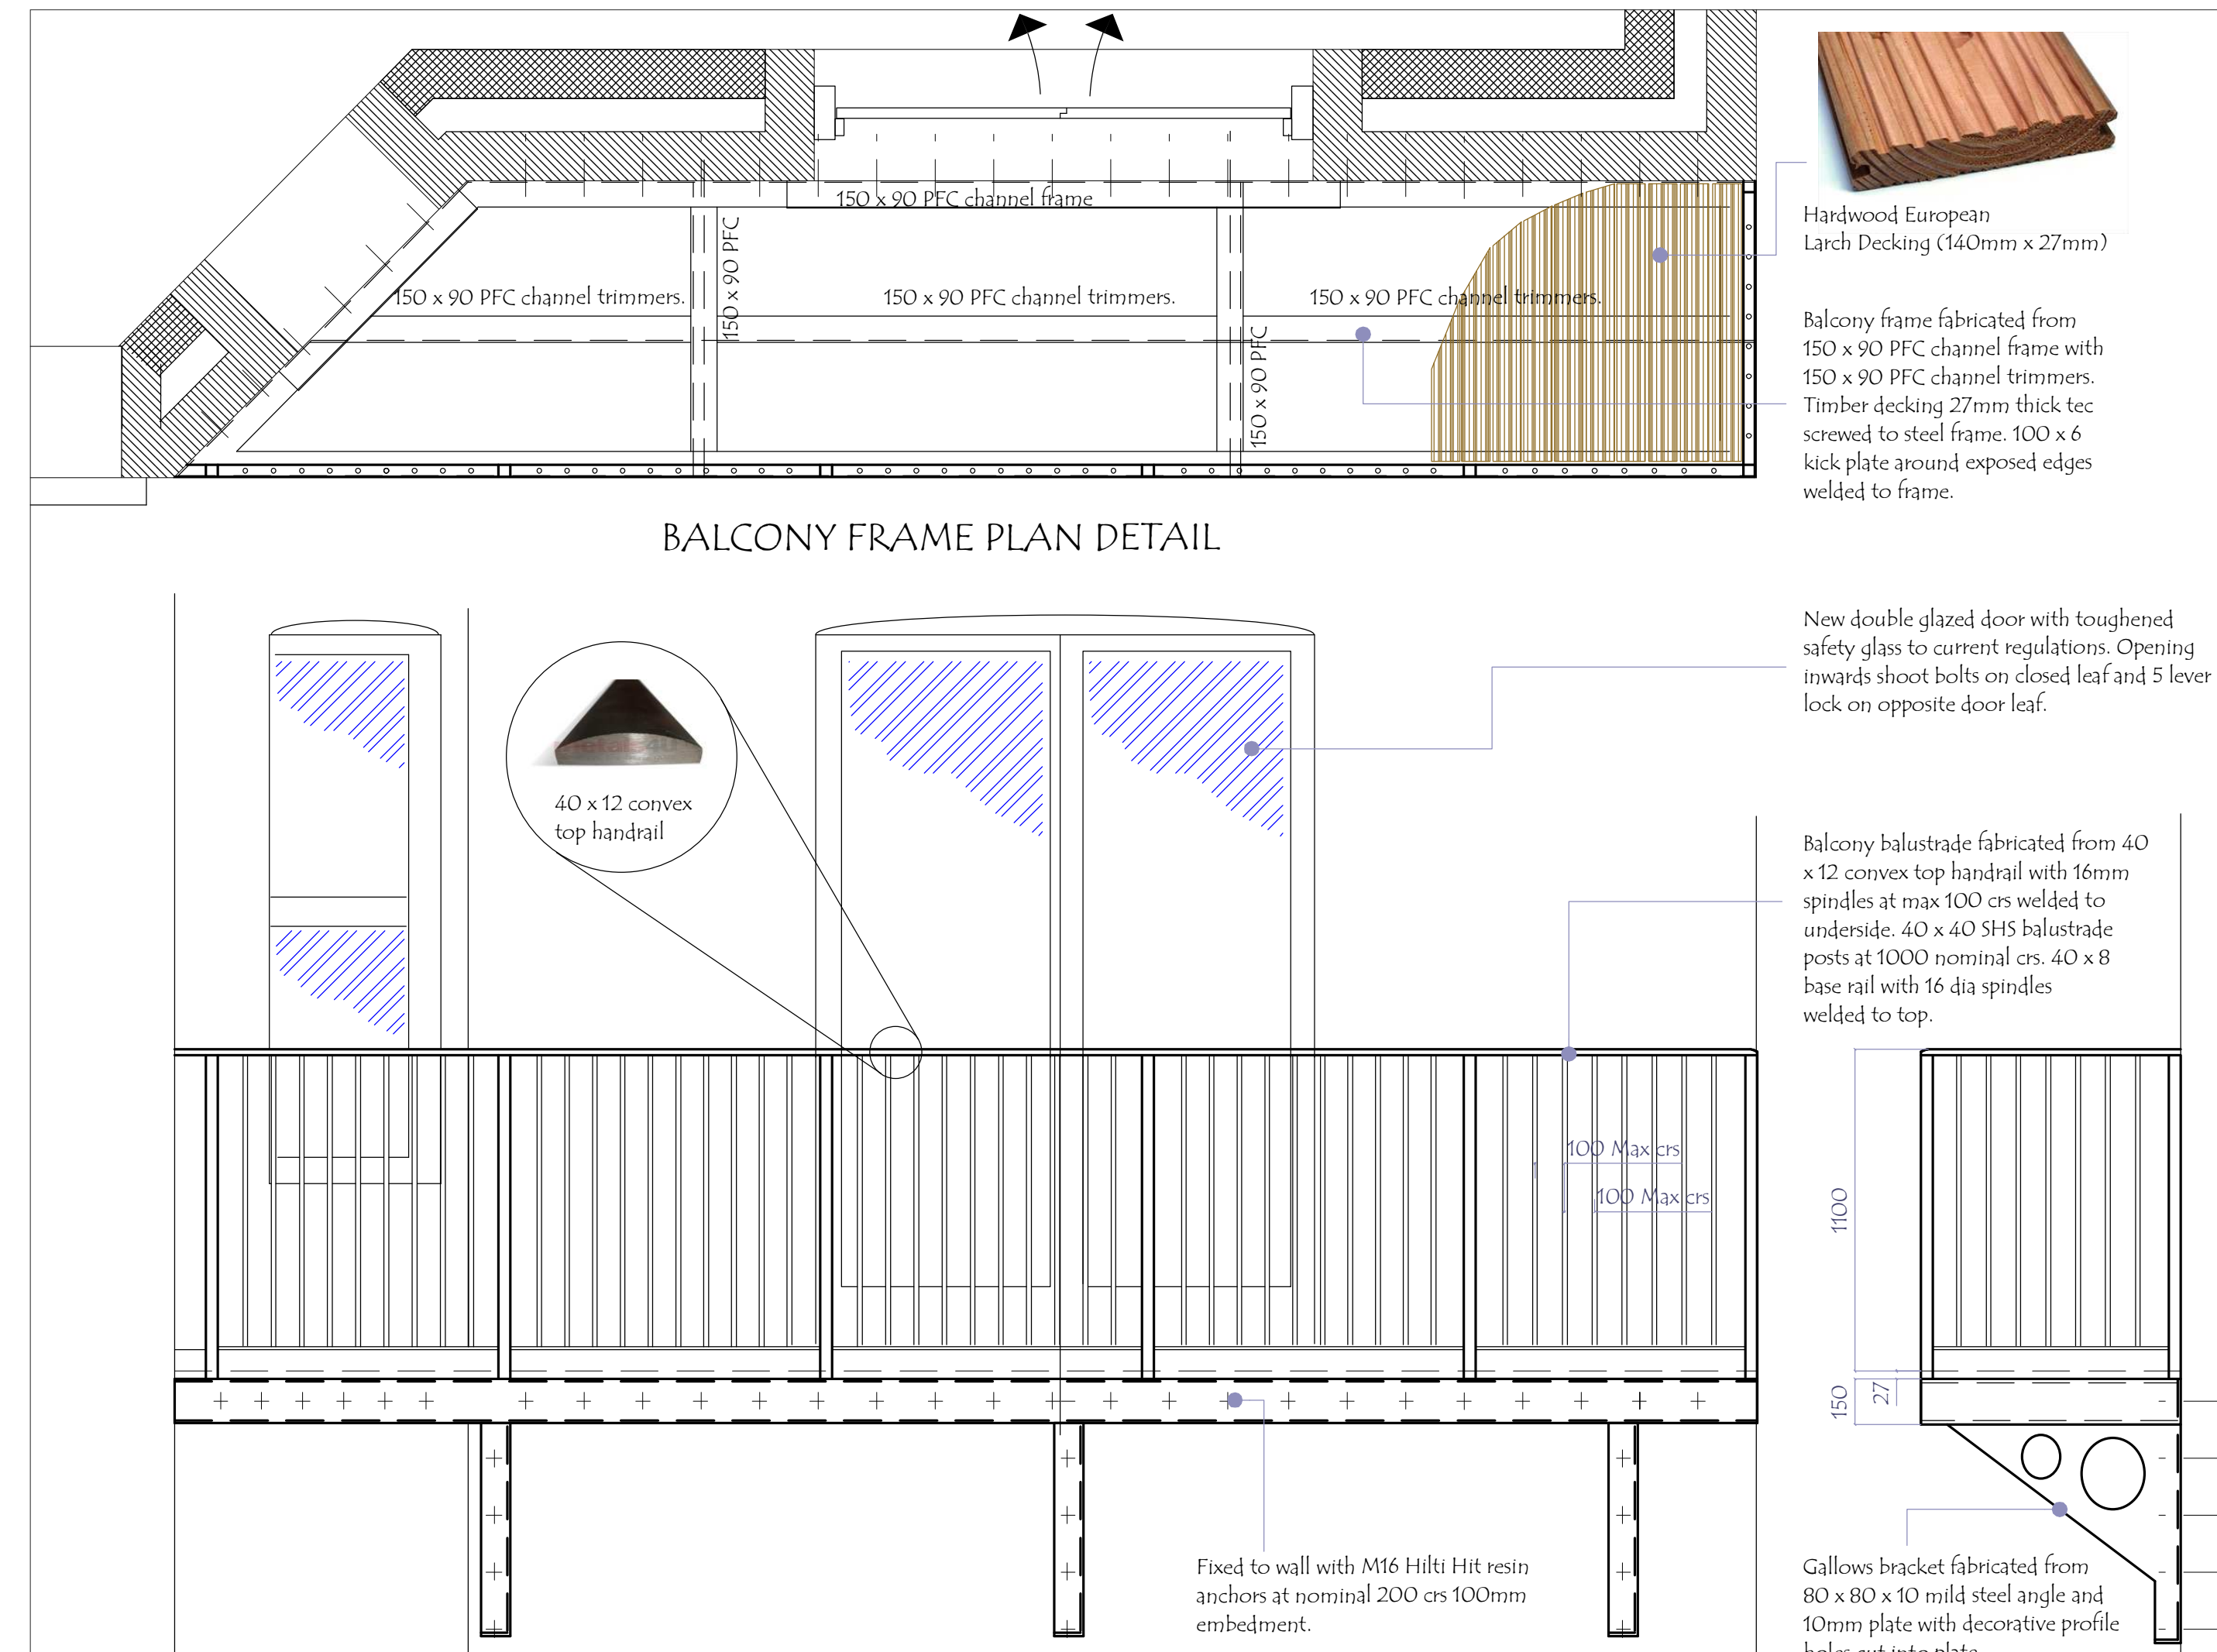 150 x 90 PFC channel frame
150 x 90 PFC
150 x 90 PFC channel trimmers.
150 x 90 PFC channel trimmers.
150 x 90 PFC channel trimmers.
150 x 90 PFC
Hardwood European
Larch Decking (140mm x 27mm)
Balcony frame fabricated from
150 x 90 PFC channel frame with
150 x 90 PFC channel trimmers.
Timber decking 27mm thick tec
screwed to steel frame. 100 x 6
kick plate around exposed edges
welded to frame.
BALCONY FRAME PLAN DETAIL
New double glazed door with toughened
safety glass to current regulations. Opening
inwards shoot bolts on closed leaf and 5 lever
lock on opposite door leaf.
metals4U
40 x 12 convex
top handrail
Balcony balustrade fabricated from 40
x 12 convex top handrail with 16mm
spindles at max 100 crs welded to
underside. 40 x 40 SHS balustrade
posts at 1000 nominal crs. 40 x 8
base rail with 16 dia spindles
welded to top.
100 Max crs
100 Max crs
1100
150
27
Fixed to wall with M16 Hilti Hit resin
anchors at nominal 200 crs 100mm
embedment.
Gallows bracket fabricated from
80 x 80 x 10 mild steel angle and
10mm plate with decorative profile
holes cut into plate